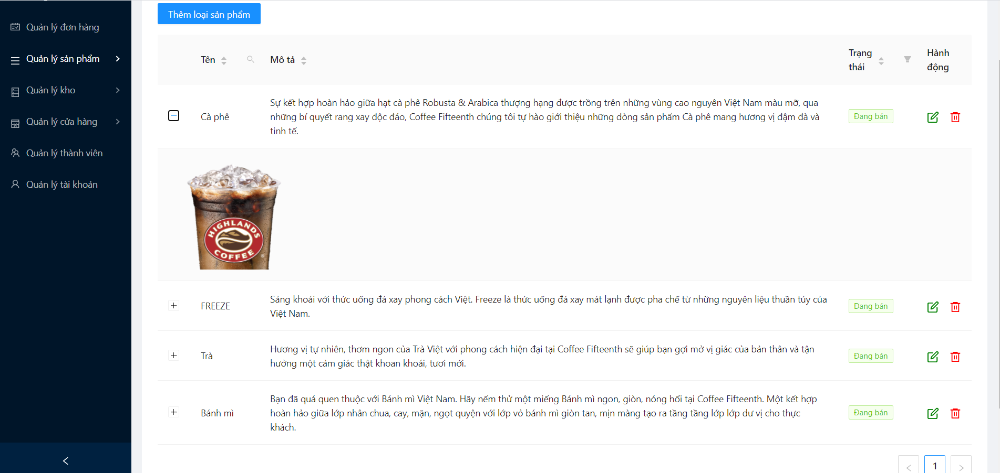 Thêm loại sản phẩm
Quản lý đơn hàng
Quản lý sản phẩm
Quản lý kho
Quản lý cửa hàng
Quản lý thành viên
Quản lý tài khoản
Tên
Mô tả
Trạng
thái
Hành
động
Cà phê
Sự kết hợp hoàn hảo giữa hạt cà phê Robusta & Arabica thượng hạng được trồng trên những vùng cao nguyên Việt Nam màu mỡ, qua
những bí quyết rang xay độc đáo, Coffee Fifteenth chúng tôi tự hào giới thiệu những dòng sản phẩm Cà phê mang hương vị đậm đà và
tinh tế.
Đang bán
HIGHLANDS
COFFEE
FREEZE
Sảng khoái với thức uống đá xay phong cách Việt. Freeze là thức uống đá xay mát lạnh được pha chế từ những nguyên liệu thuần túy của
Việt Nam.
Đang bán
Trà
Hương vị tự nhiên, thơm ngon của Trà Việt với phong cách hiện đại tại Coffee Fifteenth sẽ giúp bạn gợi mở vị giác của bản thân và tận
hưởng một cảm giác thật khoan khoái, tươi mới.
Đang bán
Bánh mì
Bạn đã quá quen thuộc với Bánh mì Việt Nam. Hãy nếm thử một miếng Bánh mì ngon, giòn, nóng hổi tại Coffee Fifteenth. Một kết hợp
hoàn hảo giữa lớp nhân chua, cay, mặn, ngọt quyện với lớp vỏ bánh mì giòn tan, mịn màng tạo ra tầng tầng lớp lớp dư vị cho thực
khách.
Đang bán
1